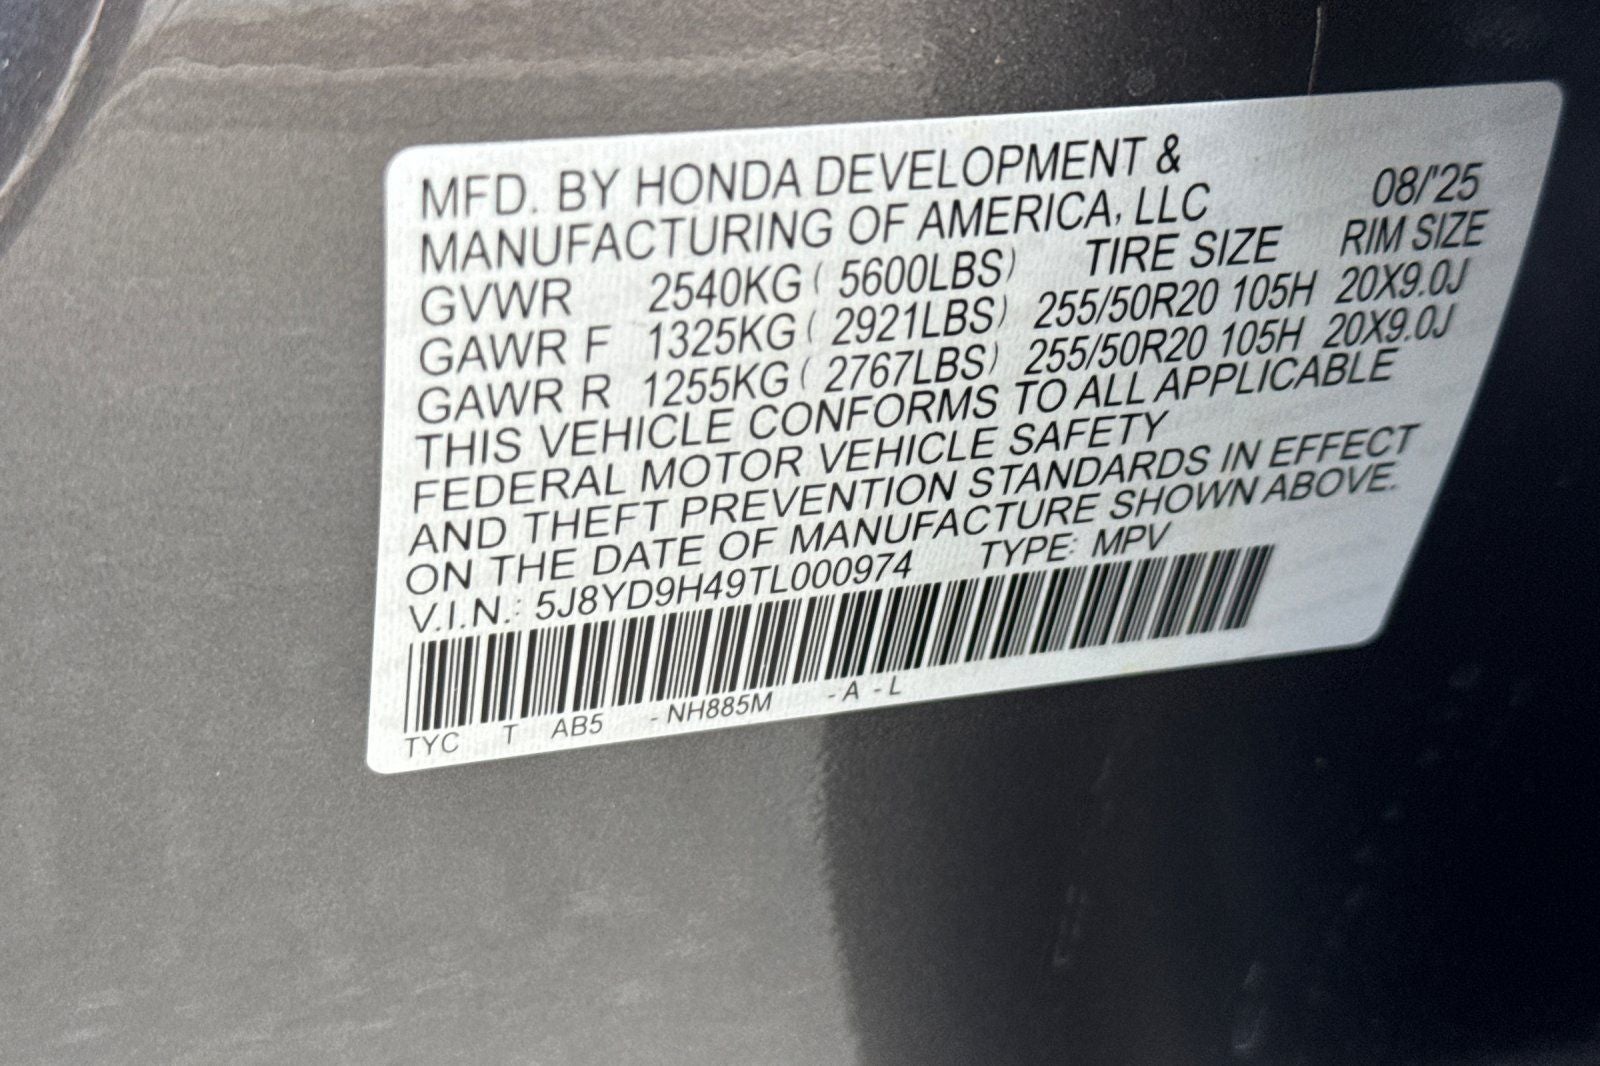 MFD. BY HONDA DEVELOPMENT &
MANUFACTURING OF AMERICA, LLC 08/'25
GVWR 2540KG ( 5600LBS) TIRE SIZE RIM SIZE
GAWR F 1325KG ( 2921LBS) 255/50R20 105H 20X9.0J
GAWR R 1255KG ( 2767LBS) 255/50R20 105H 20X9.0J
THIS VEHICLE CONFORMS TO ALL APPLICABLE
FEDERAL MOTOR VEHICLE SAFETY
AND THEFT PREVENTION STANDARDS IN EFFECT
ON THE DATE OF MANUFACTURE SHOWN ABOVE.
V.I.N.: 5J8YD9H49TL000974 TYPE: MPV
TYC T AB5 - NH885M - A - L